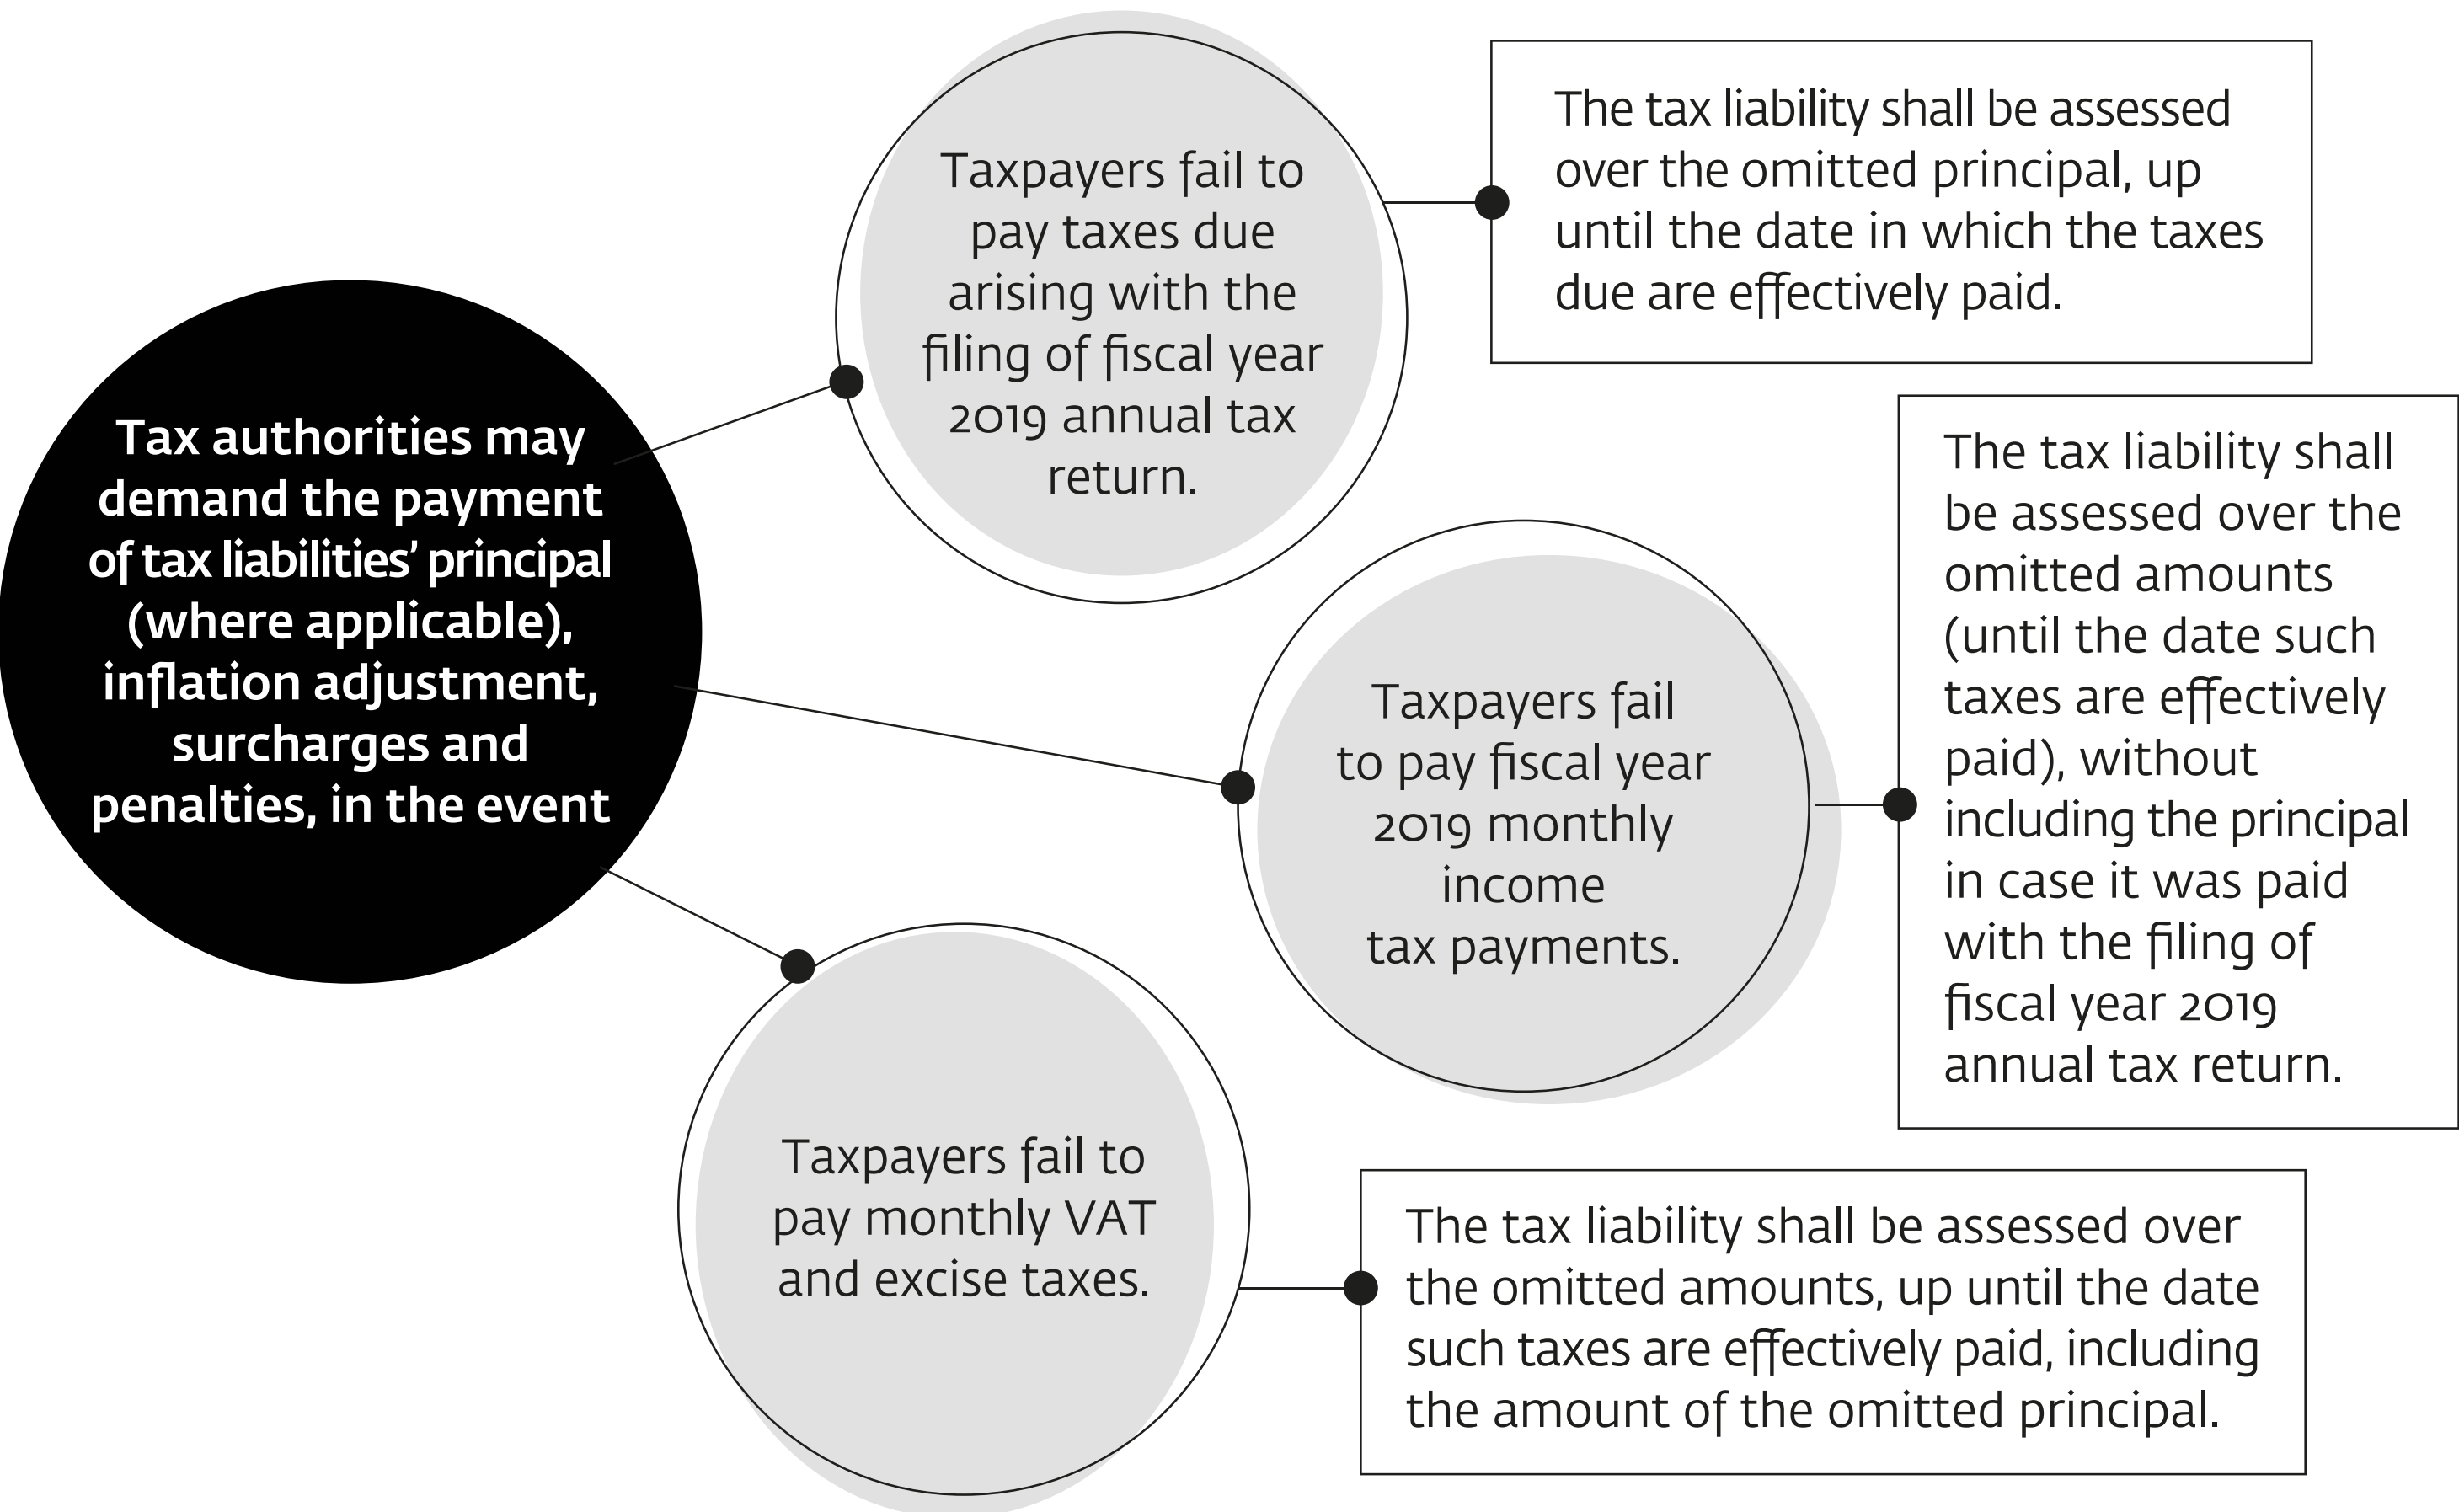 Tax authorities may
demand the payment
of tax liabilities’ principal
(where applicable),
inflation adjustment,
surcharges and
penalties, in the event
Taxpayers fail to
pay taxes due
arising with the
filing of fiscal year
2019 annual tax
return.
The tax liability shall be assessed
over the omitted principal, up
until the date in which the taxes
due are effectively paid.
Taxpayers fail
to pay fiscal year
2019 monthly
income
tax payments.
The tax liability shall
be assessed over the
omitted amounts
(until the date such
taxes are effectively
paid), without
including the principal
in case it was paid
with the filing of
fiscal year 2019
annual tax return.
Taxpayers fail to
pay monthly VAT
and excise taxes.
The tax liability shall be assessed over
the omitted amounts, up until the date
such taxes are effectively paid, including
the amount of the omitted principal.